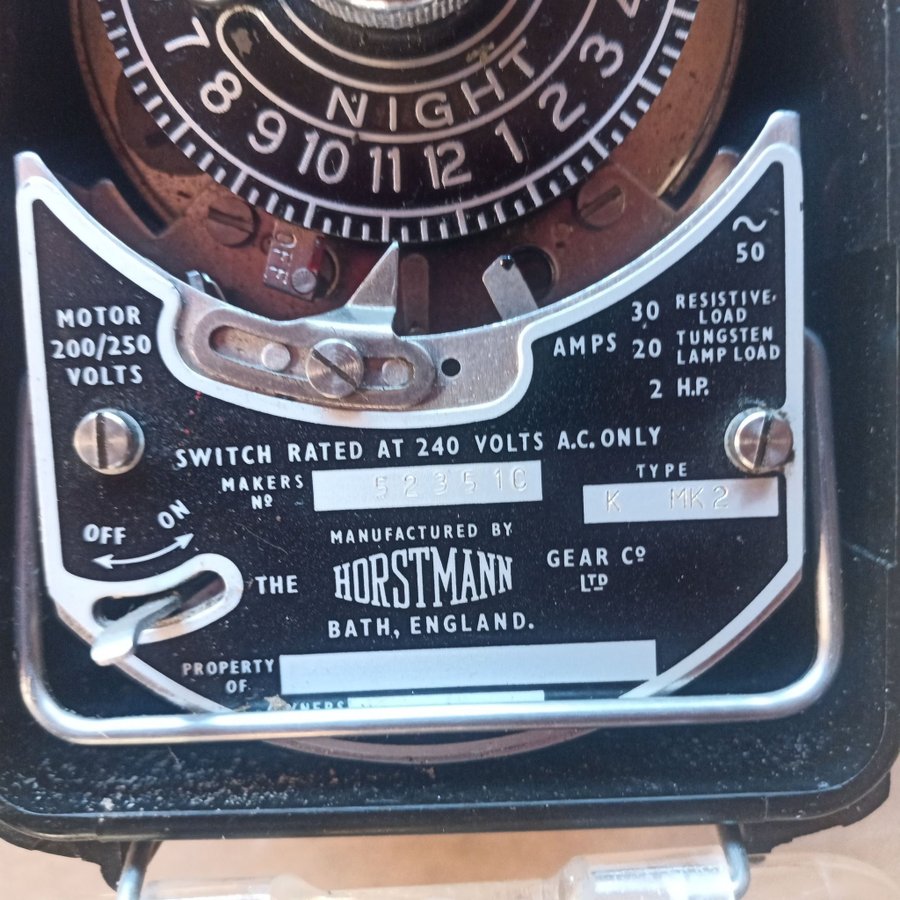 NIGHT
7 8 9 10 11 12 1 2 3 4
OFF
∼
50
MOTOR
200/250
VOLTS
AMPS
30 RESISTIVE.
LOAD
20 TUNGSTEN
LAMP LOAD
2 H.P.
SWITCH RATED AT 240 VOLTS A.C. ONLY
MAKERS
Nº
52351C
TYPE
K MK2
OFF ON
MANUFACTURED BY
THE HORSTMANN GEAR Cº
LTD
BATH, ENGLAND.
PROPERTY
OF